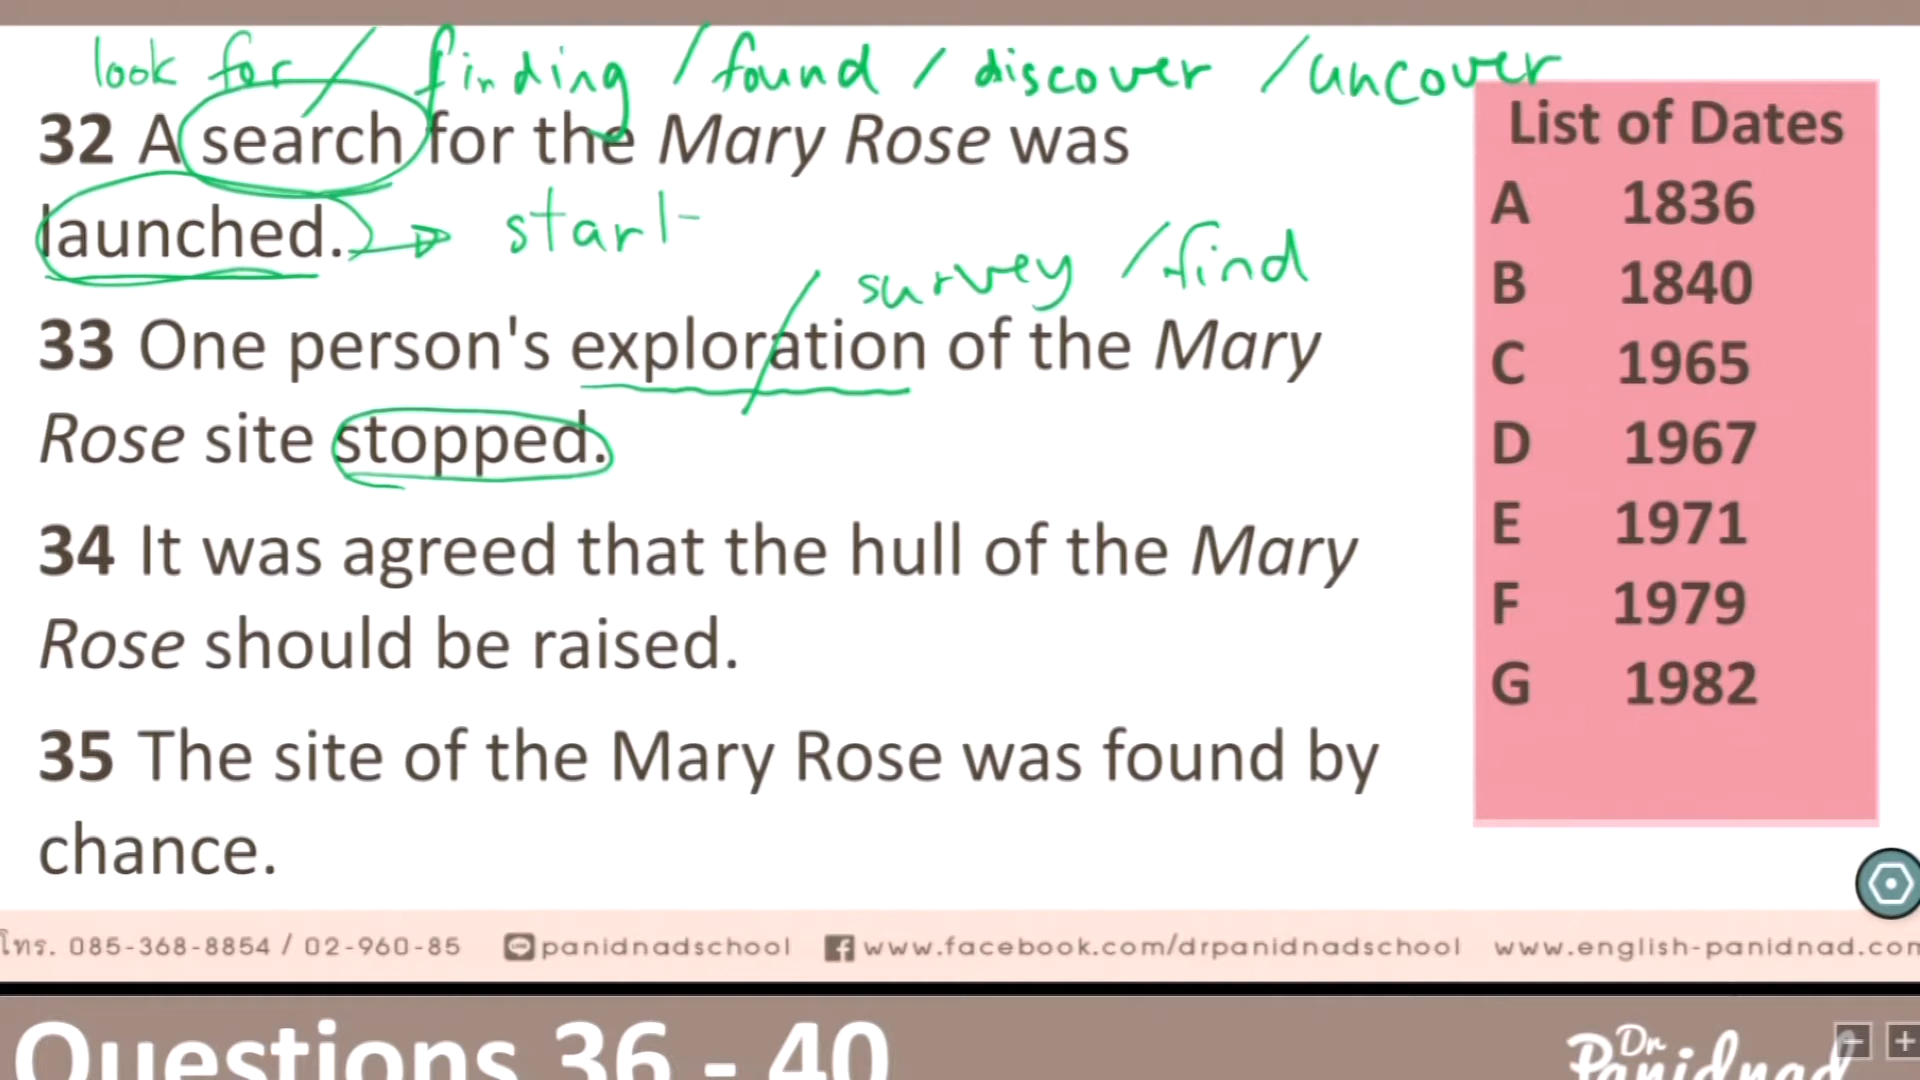 look for / finding / found / discover / uncover
32 A search for the Mary Rose was
launched. → start
survey / find
33 One person's exploration of the Mary
Rose site stopped.
34 It was agreed that the hull of the Mary
Rose should be raised.
35 The site of the Mary Rose was found by
chance.
List of Dates
A 1836
B 1840
C 1965
D 1967
E 1971
F 1979
G 1982
โทร. 085-368-8854 / 02-960-85 panidnadschool www.facebook.com/drpanidnadschool www.english-panidnad.com
Questions 36 - 40
Dr
Panidnad